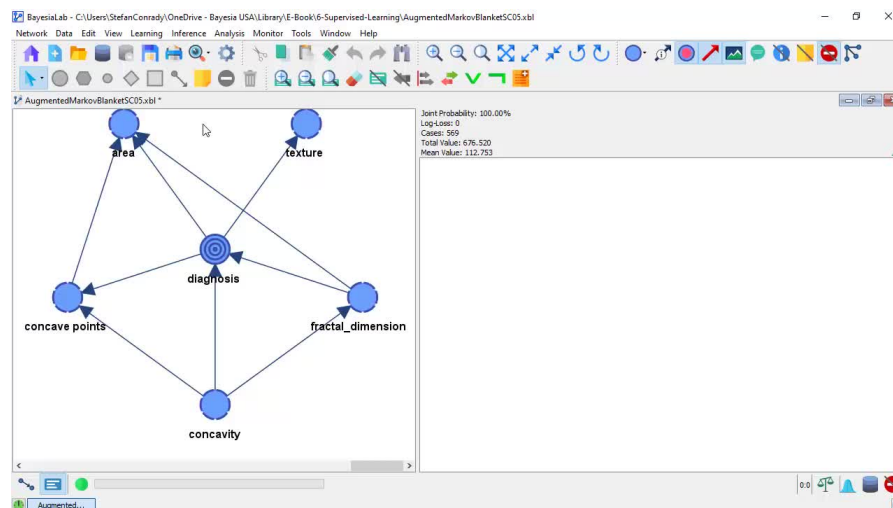 BayesiaLab - C:\Users\StefanConrady\OneDrive - Bayesia USA\Library\E-Book\6-Supervised-Learning\AugmentedMarkovBlanketSC05.xbl
Network Data Edit View Learning Inference Analysis Monitor Tools Window Help
AugmentedMarkovBlanketSC05.xbl *
Joint Probability: 100.00%
Log-Loss: 0
Cases: 569
Total Value: 676.520
Mean Value: 112.753
area
texture
diagnosis
concave points
fractal_dimension
concavity
0:0
Augmented...